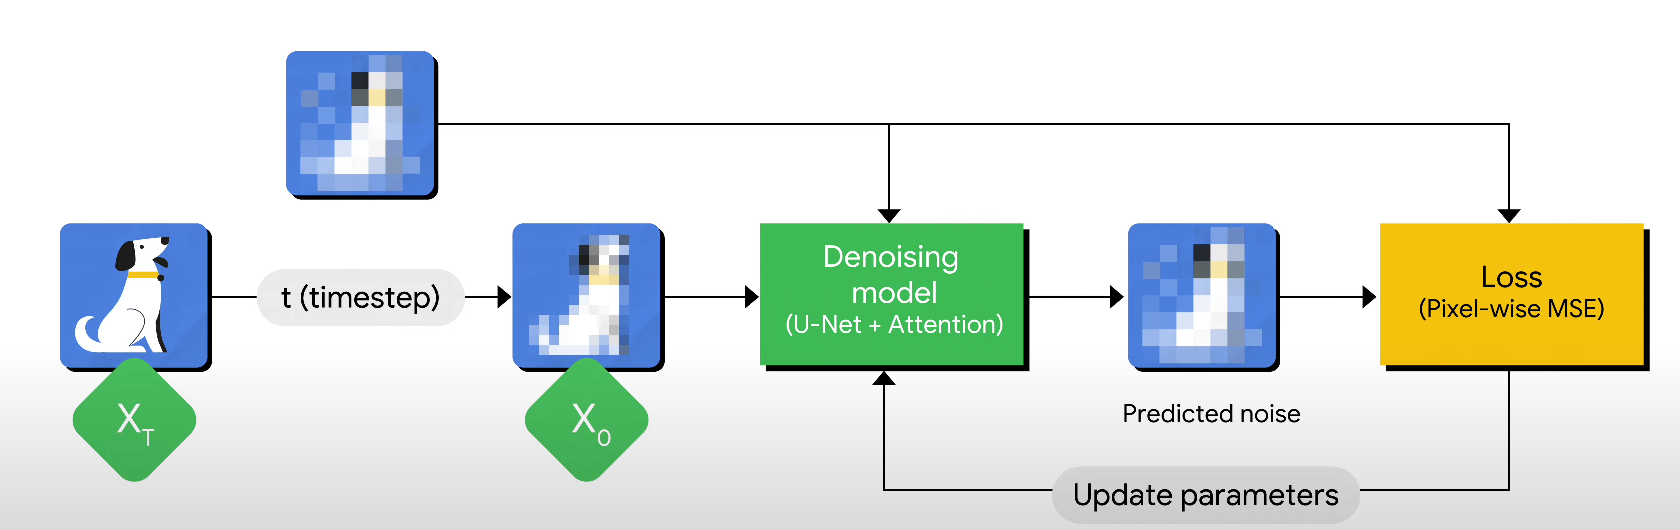 t (timestep)
Denoising
model
(U-Net + Attention)
Loss
(Pixel-wise MSE)
X_T
X_0
Predicted noise
Update parameters